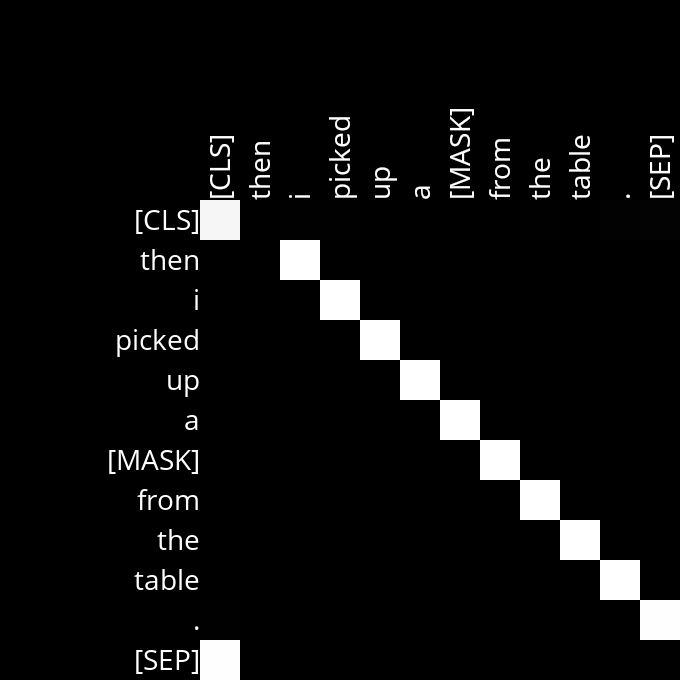 [CLS] then i picked up a [MASK] from the table . [SEP]
[CLS]
then
i
picked
up
a
[MASK]
from
the
table
.
[SEP]